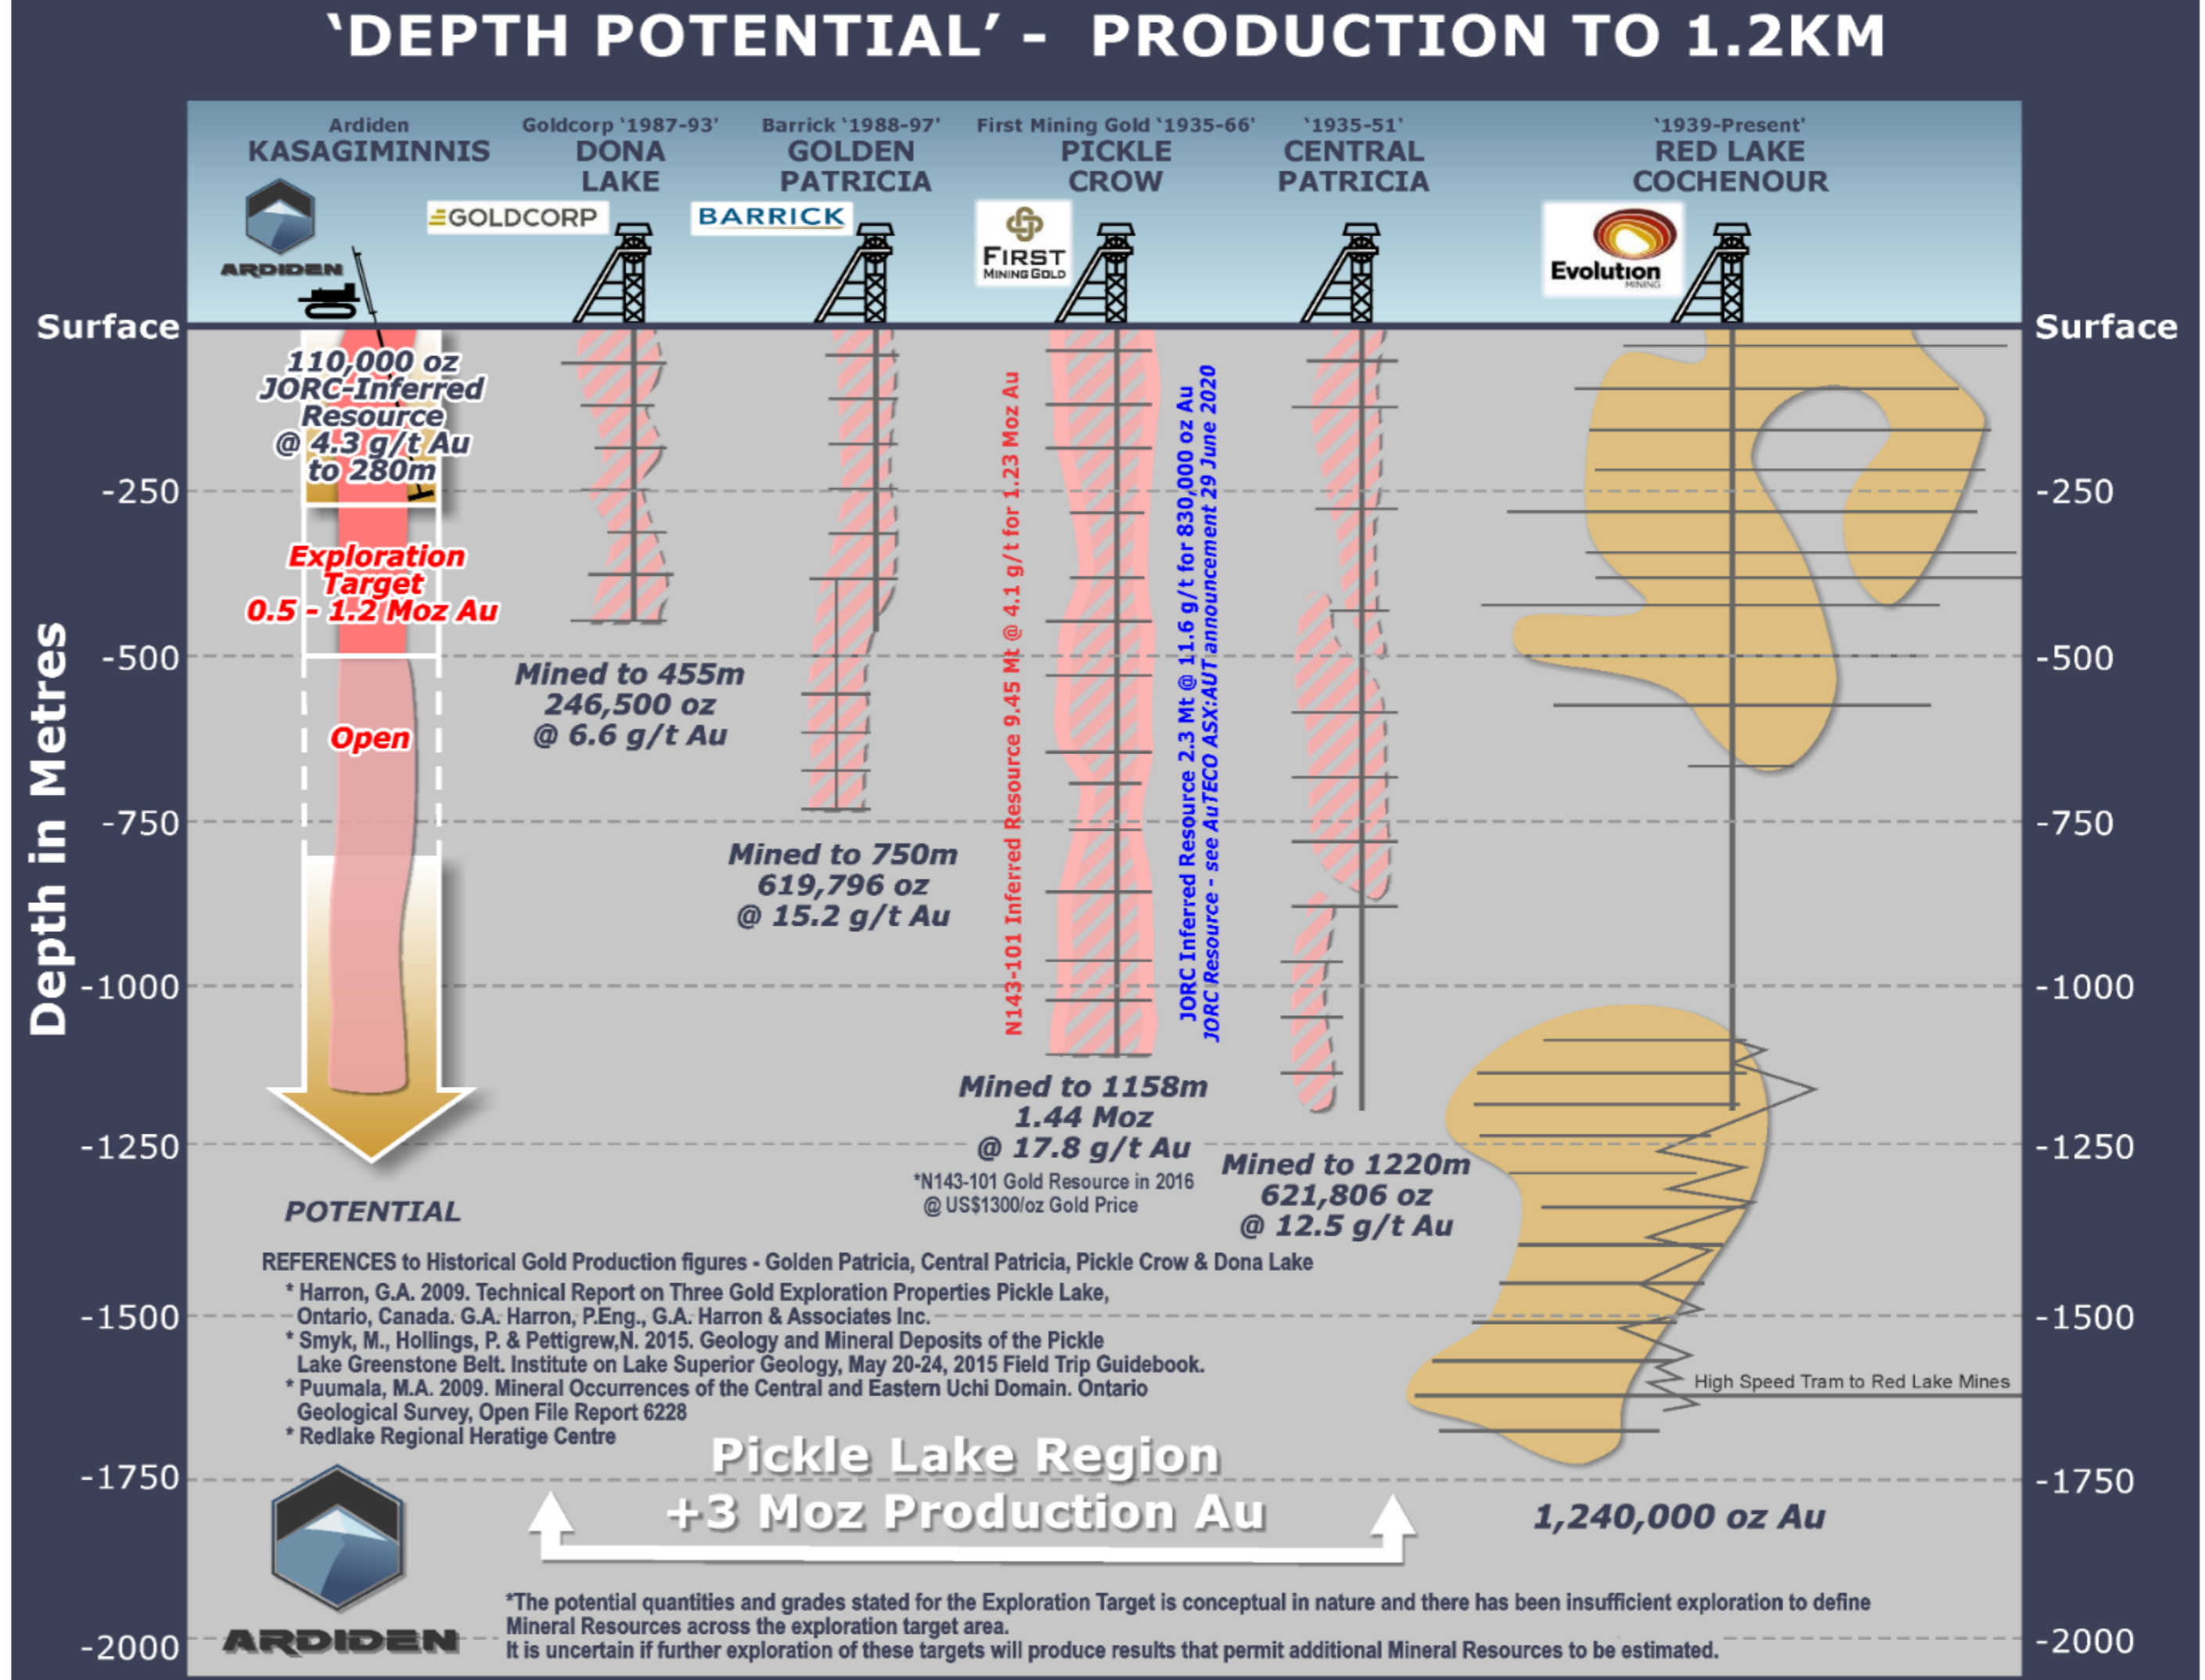 ‘DEPTH POTENTIAL’ - PRODUCTION TO 1.2KM
Ardiden
KASAGIMINNIS
ARDIDEN
Goldcorp ‘1987-93’
DONA
LAKE
GOLDCORP
Barrick ‘1988-97’
GOLDEN
PATRICIA
BARRICK
First Mining Gold ‘1935-66’
PICKLE
CROW
FIRST
MINING GOLD
‘1935-51’
CENTRAL
PATRICIA
‘1939-Present’
RED LAKE
COCHENOUR
Evolution
MINING
Surface
Surface
Depth in Metres
-250
-500
-750
-1000
-1250
-1500
-1750
-2000
110,000 oz
JORC-Inferred
Resource
@ 4.3 g/t Au
to 280m
Exploration
Target
0.5 - 1.2 Moz Au
Open
POTENTIAL
Mined to 455m
246,500 oz
@ 6.6 g/t Au
Mined to 750m
619,796 oz
@ 15.2 g/t Au
N143-101 Inferred Resource 9.45 Mt @ 4.1 g/t for 1.23 Moz Au
JORC Inferred Resource 2.3 Mt @ 11.6 g/t for 830,000 oz Au
JORC Resource - see AuTECO ASX:AUT announcement 29 June 2020
Mined to 1158m
1.44 Moz
@ 17.8 g/t Au
*N143-101 Gold Resource in 2016
@ US$1300/oz Gold Price
Mined to 1220m
621,806 oz
@ 12.5 g/t Au
High Speed Tram to Red Lake Mines
1,240,000 oz Au
-250
-500
-750
-1000
-1250
-1500
-1750
-2000
REFERENCES to Historical Gold Production figures - Golden Patricia, Central Patricia, Pickle Crow & Dona Lake
* Harron, G.A. 2009. Technical Report on Three Gold Exploration Properties Pickle Lake,
Ontario, Canada. G.A. Harron, P.Eng., G.A. Harron & Associates Inc.
* Smyk, M., Hollings, P. & Pettigrew,N. 2015. Geology and Mineral Deposits of the Pickle
Lake Greenstone Belt. Institute on Lake Superior Geology, May 20-24, 2015 Field Trip Guidebook.
* Puumala, M.A. 2009. Mineral Occurrences of the Central and Eastern Uchi Domain. Ontario
Geological Survey, Open File Report 6228
* Redlake Regional Heratige Centre
Pickle Lake Region
+3 Moz Production Au
ARDIDEN
*The potential quantities and grades stated for the Exploration Target is conceptual in nature and there has been insufficient exploration to define
Mineral Resources across the exploration target area.
It is uncertain if further exploration of these targets will produce results that permit additional Mineral Resources to be estimated.